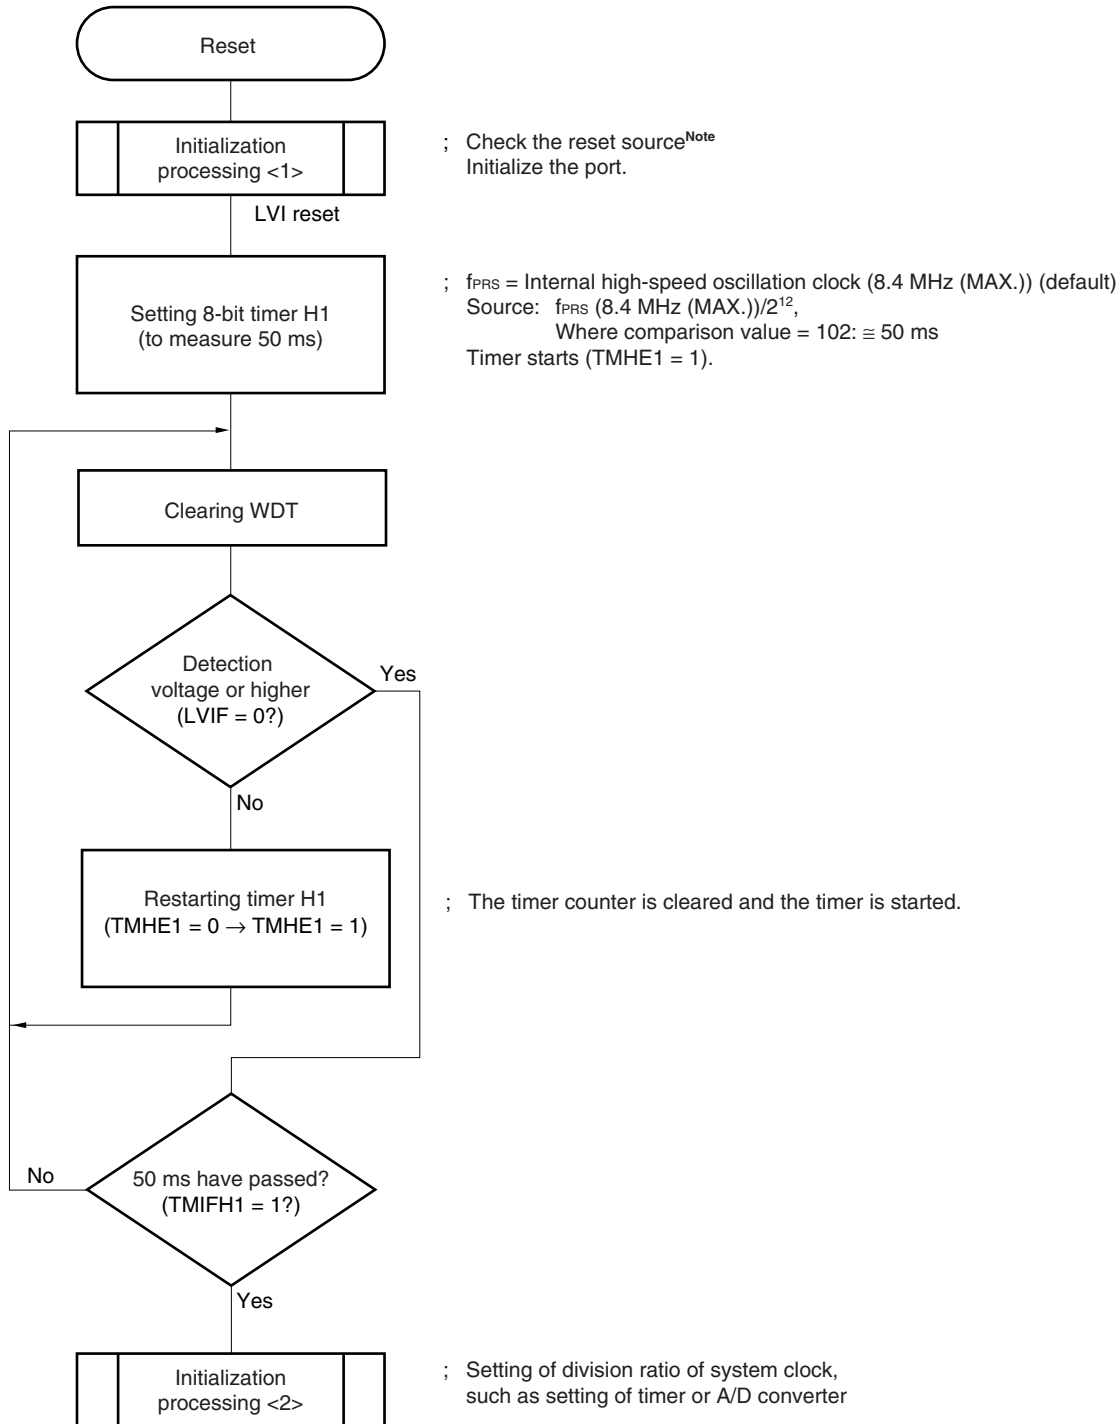 Reset
Initialization
processing <1>
; Check the reset sourceNote
Initialize the port.
LVI reset
Setting 8-bit timer H1
(to measure 50 ms)
; fPRS = Internal high-speed oscillation clock (8.4 MHz (MAX.)) (default)
Source: fPRS (8.4 MHz (MAX.))/2¹²,
Where comparison value = 102: ≅ 50 ms
Timer starts (TMHE1 = 1).
Clearing WDT
Detection
voltage or higher
(LVIF = 0?)
Yes
No
Restarting timer H1
(TMHE1 = 0 → TMHE1 = 1)
; The timer counter is cleared and the timer is started.
50 ms have passed?
(TMIFH1 = 1?)
No
Yes
Initialization
processing <2>
; Setting of division ratio of system clock,
such as setting of timer or A/D converter